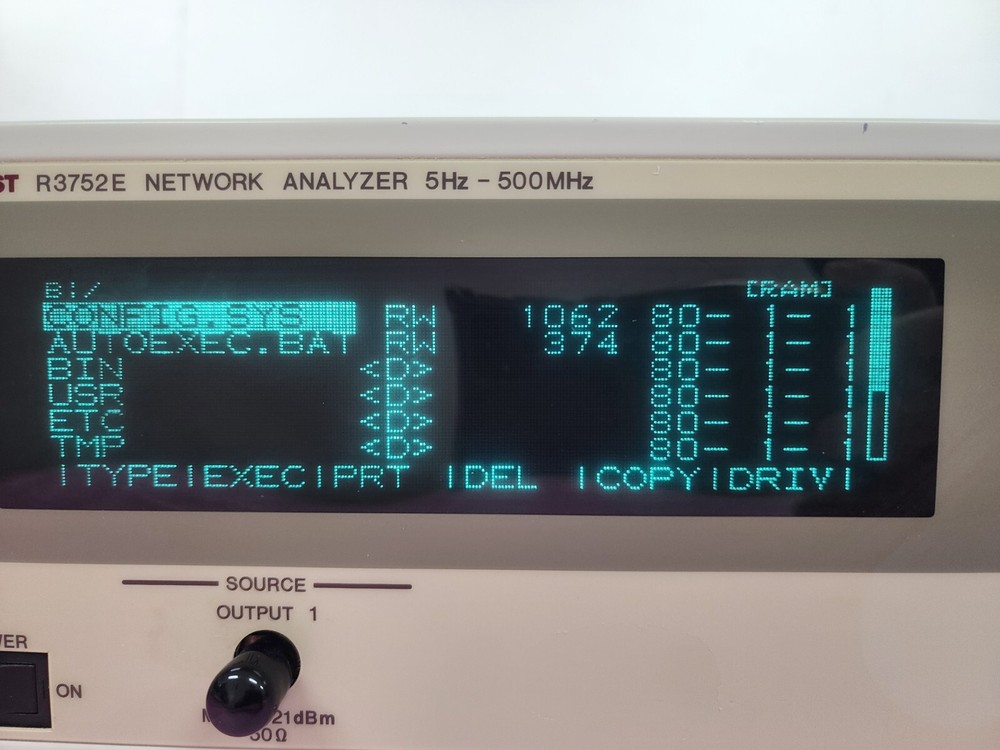 ST R3752E NETWORK ANALYZER 5Hz - 500MHz
B:/ [RAM]
CONFIG.SYS RW 1062 80- 1- 1
AUTOEXEC.BAT RW 374 80- 1- 1
BIN <D> 80- 1- 1
USR <D> 80- 1- 1
ETC <D> 80- 1- 1
TMP <D> 80- 1- 1
|TYPE|EXEC|PRT |DEL |COPY|DRIV|
SOURCE
OUTPUT 1
WER
ON
21dBm
50Ω